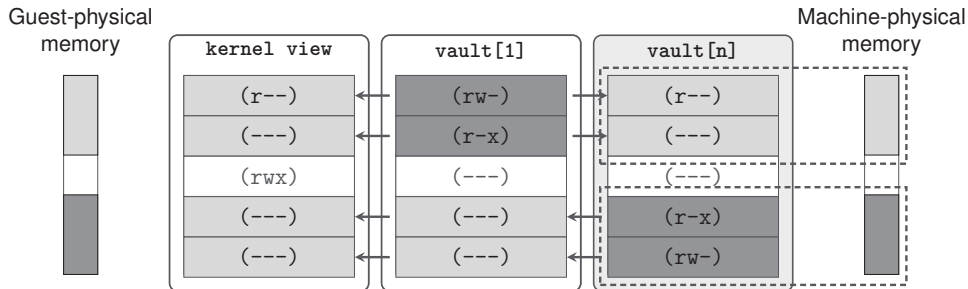 Guest-physical
memory
kernel view
vault[1]
vault[n]
Machine-physical
memory
(r--)
(rw-)
(r--)
(---)
(r-x)
(---)
(rwx)
(---)
(---)
(---)
(---)
(r-x)
(---)
(---)
(rw-)